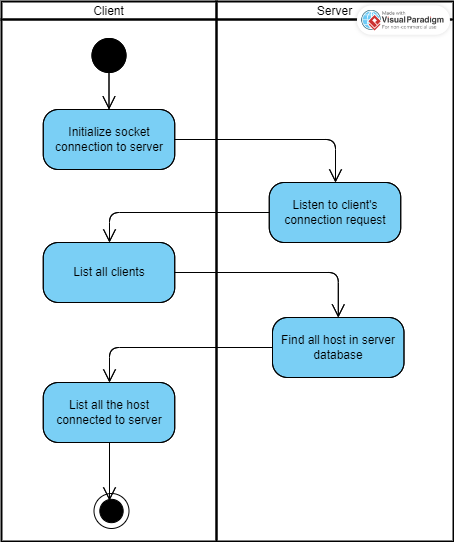 Client
Server
Made with
Visual Paradigm
For non-commercial use
Initialize socket
connection to server
Listen to client's
connection request
List all clients
Find all host in server
database
List all the host
connected to server